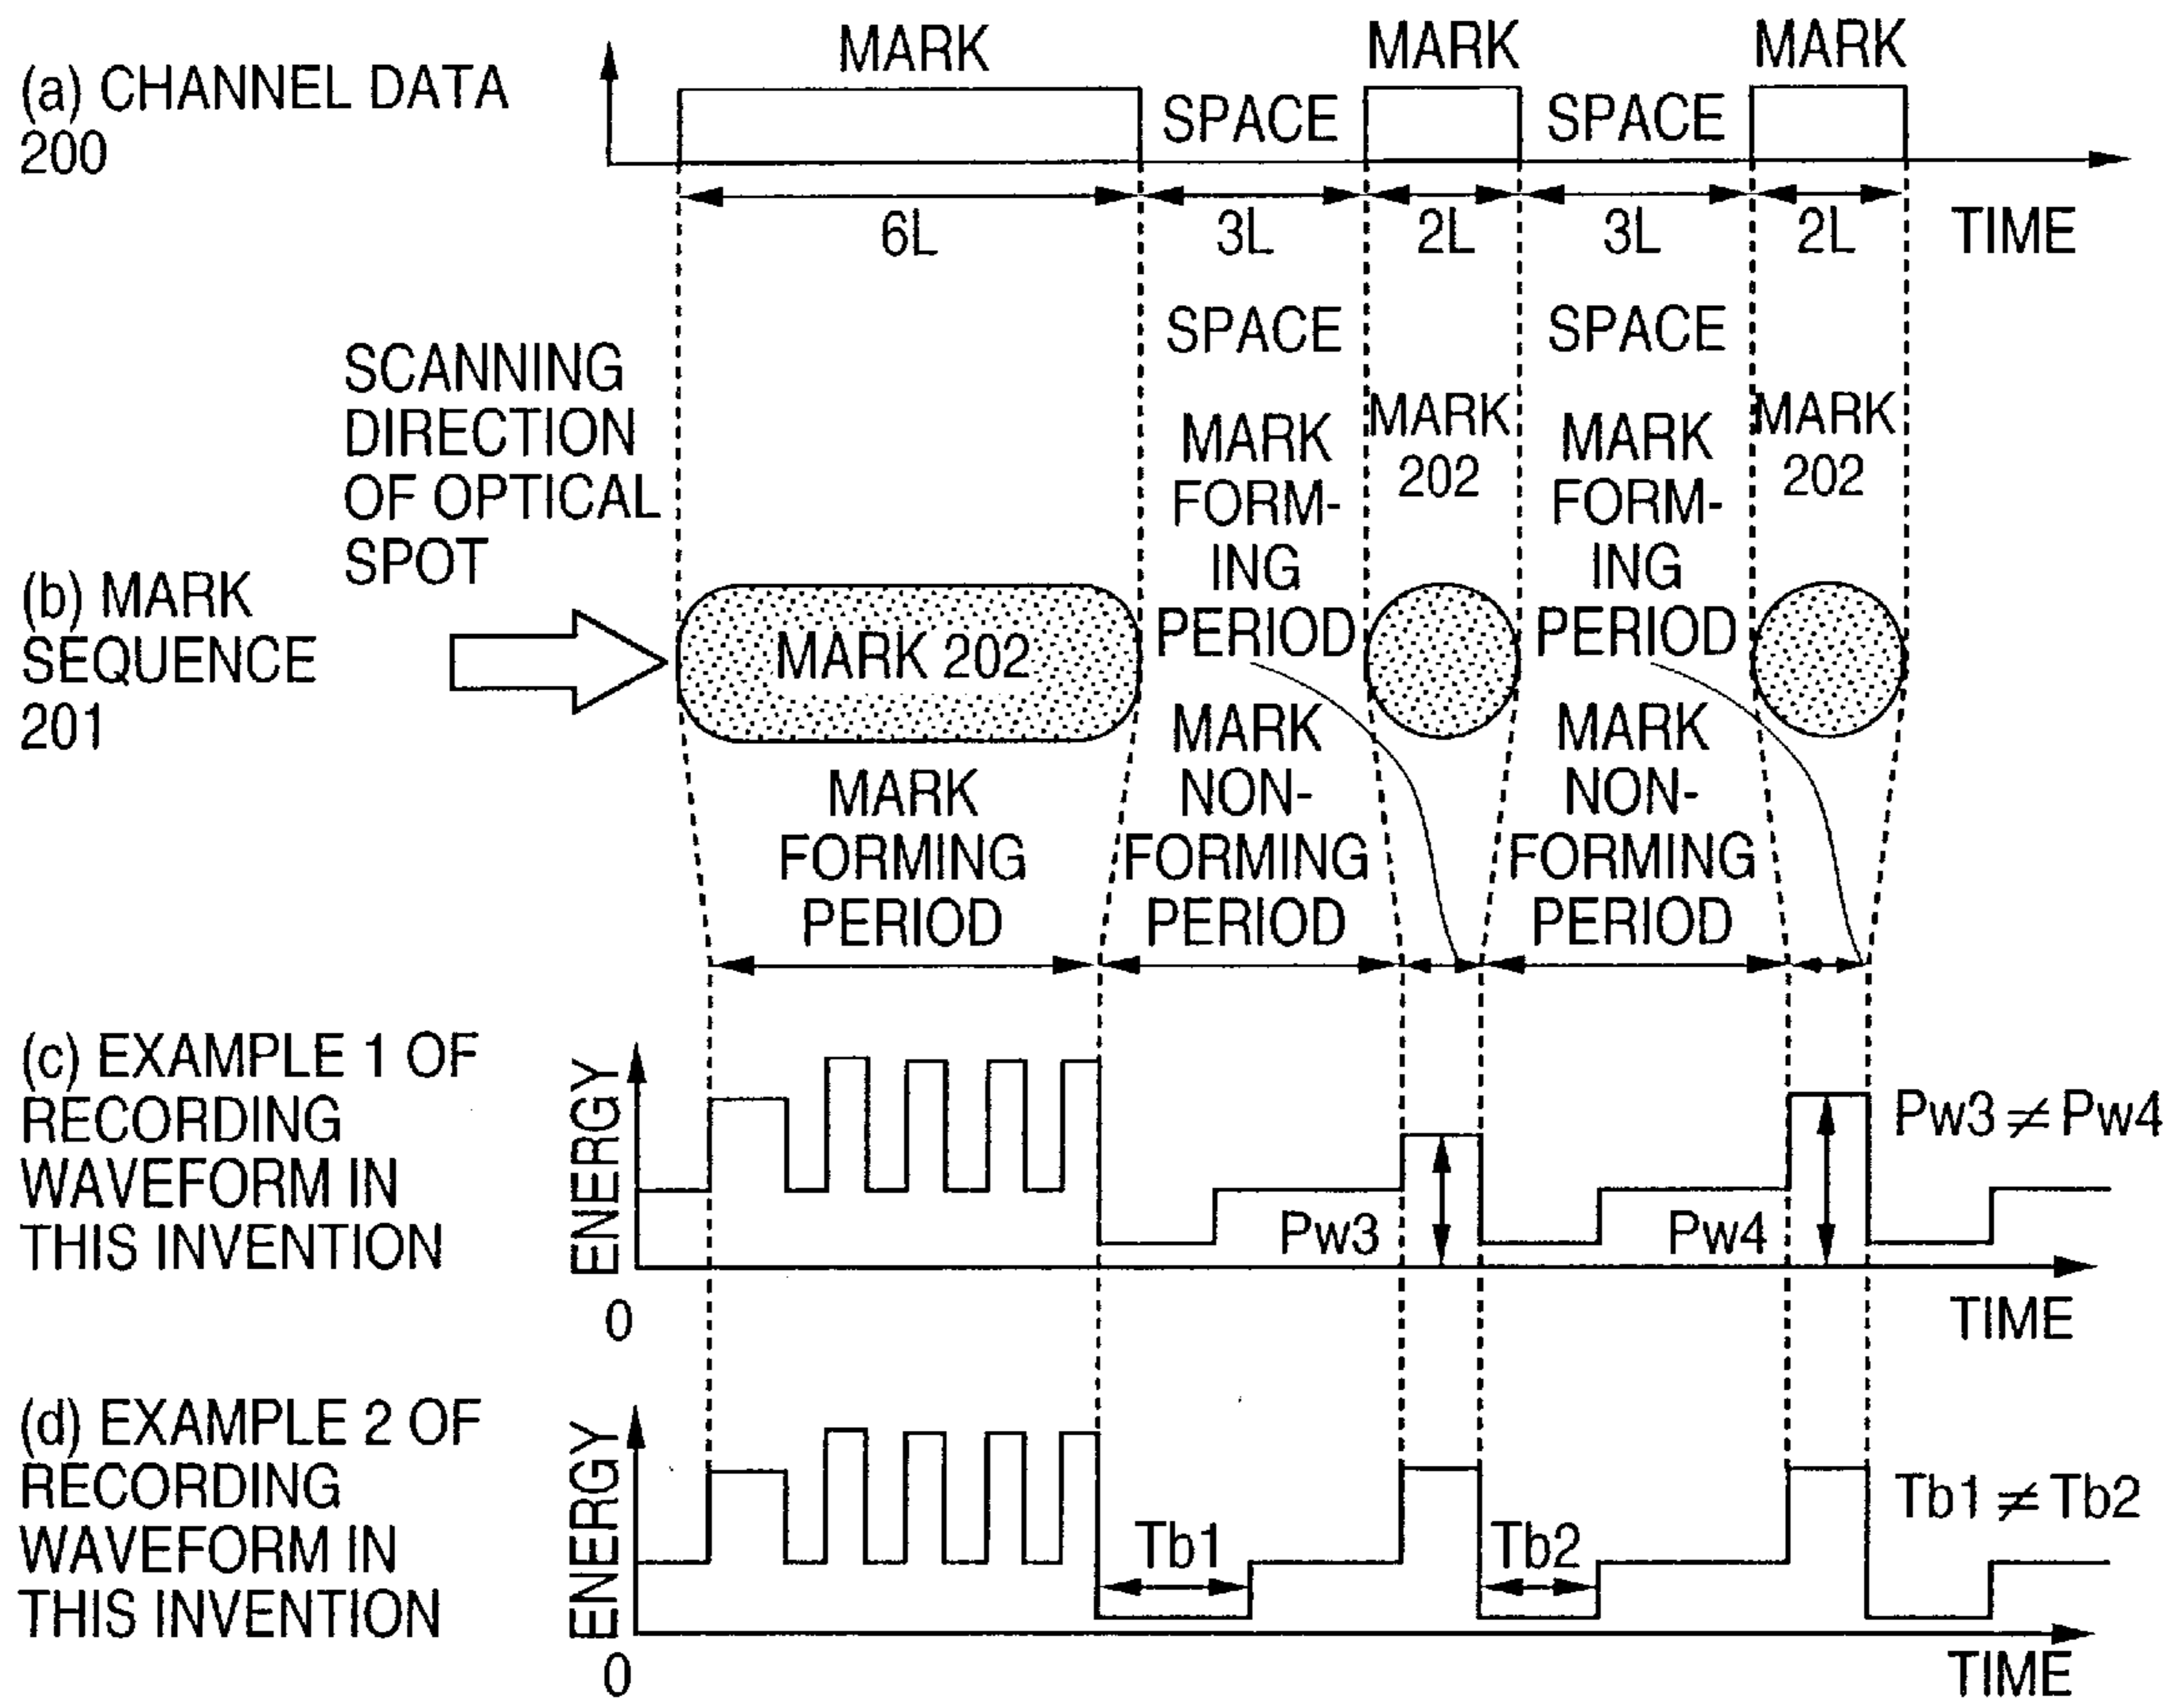 (a) CHANNEL DATA
200
MARK
MARK
MARK
SPACE
SPACE
6L
3L
2L
3L
2L
TIME
SCANNING
DIRECTION
OF OPTICAL
SPOT
SPACE
SPACE
MARK
FORM-
ING
PERIOD
MARK
202
MARK
FORM-
ING
PERIOD
MARK
202
(b) MARK
SEQUENCE
201
MARK 202
MARK
FORMING
PERIOD
MARK
NON-
FORMING
PERIOD
MARK
NON-
FORMING
PERIOD
(c) EXAMPLE 1 OF
RECORDING
WAVEFORM IN
THIS INVENTION
ENERGY
Pw3
Pw4
Pw3 ≠ Pw4
0
TIME
(d) EXAMPLE 2 OF
RECORDING
WAVEFORM IN
THIS INVENTION
ENERGY
Tb1
Tb2
Tb1 ≠ Tb2
0
TIME